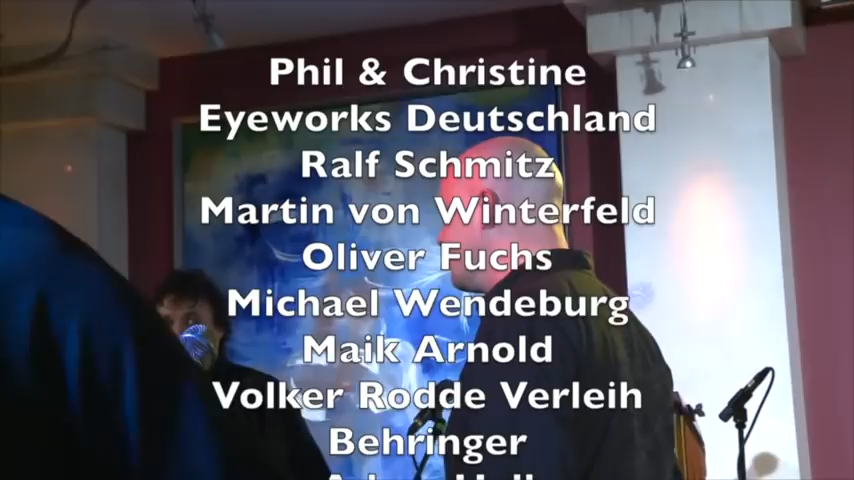 Phil & Christine
Eyeworks Deutschland
Ralf Schmitz
Martin von Winterfeld
Oliver Fuchs
Michael Wendeburg
Maik Arnold
Volker Rodde Verleih
Behringer